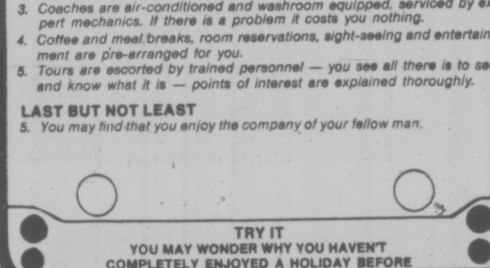 3. Coaches are air-conditioned and washroom equipped, serviced by ex
pert mechanics. If there is a problem it costs you nothing.
4. Coffee and meal breaks, room reservations, sight-seeing and entertain
ment are pre-arranged for you.
5. Tours are escorted by trained personnel — you see all there is to se
and know what it is — points of interest are explained thoroughly.
LAST BUT NOT LEAST
5. You may find that you enjoy the company of your fellow man.
TRY IT
YOU MAY WONDER WHY YOU HAVEN'T
COMPLETELY ENJOYED A HOLIDAY BEFORE